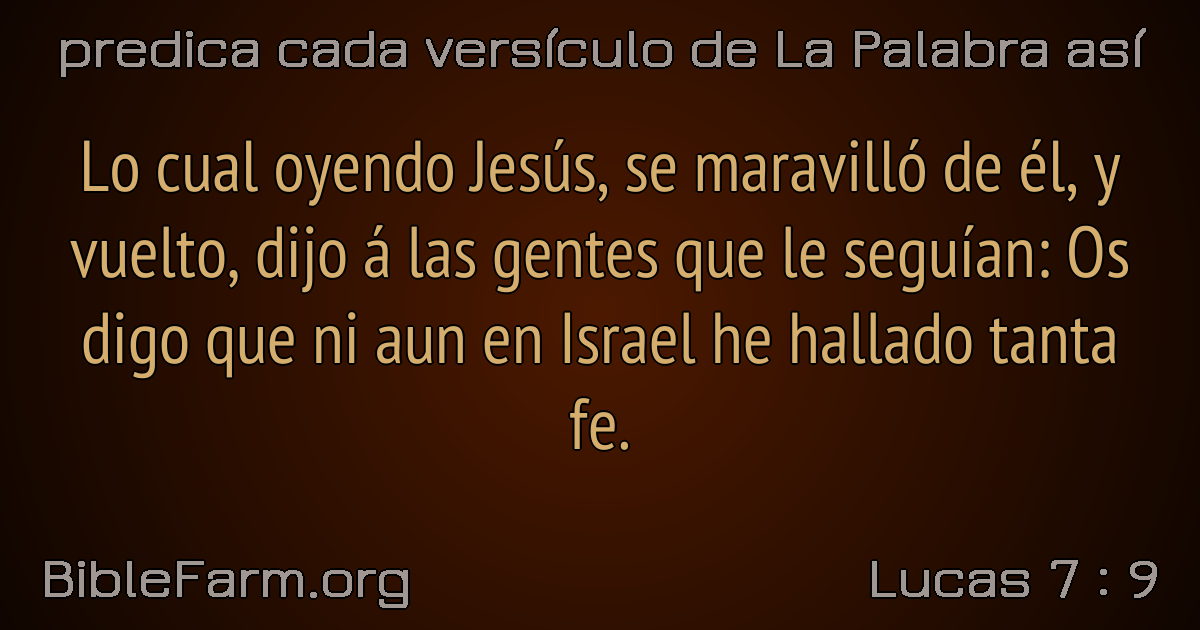 predica cada versículo de La Palabra así
Lo cual oyendo Jesús, se maravilló de él, y
vuelto, dijo á las gentes que le seguían: Os
digo que ni aun en Israel he hallado tanta
fe.
BibleFarm.org
Lucas 7 : 9